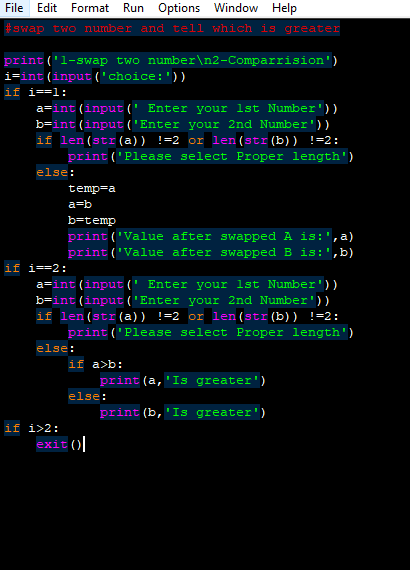 File Edit Format Run Options Window Help
#swap two number and tell which is greater
print('1-swap two number\n2-Comparrision')
i=int(input('choice:'))
if i==1:
    a=int(input(' Enter your 1st Number'))
    b=int(input('Enter your 2nd Number'))
    if len(str(a)) !=2 or len(str(b)) !=2:
        print('Please select Proper length')
    else:
        temp=a
        a=b
        b=temp
        print('Value after swapped A is:',a)
        print('Value after swapped B is:',b)
if i==2:
    a=int(input(' Enter your 1st Number'))
    b=int(input('Enter your 2nd Number'))
    if len(str(a)) !=2 or len(str(b)) !=2:
        print('Please select Proper length')
    else:
        if a>b:
            print(a,'Is greater')
        else:
            print(b,'Is greater')
if i>2:
    exit()